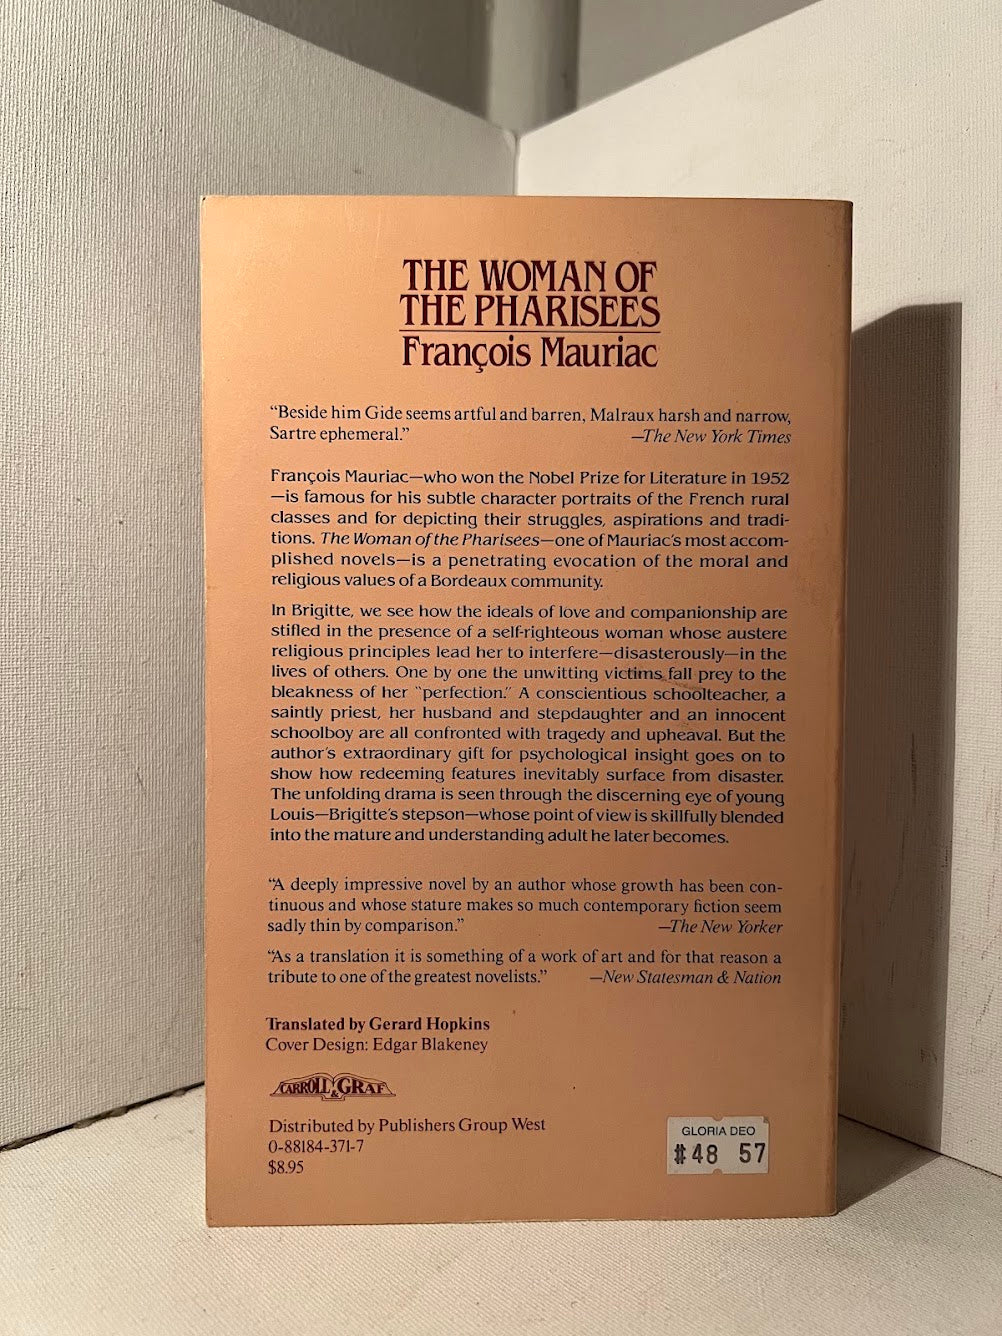 THE WOMAN OF
THE PHARISEES
François Mauriac
“Beside him Gide seems artful and barren, Malraux harsh and narrow,
Sartre ephemeral.” —The New York Times
François Mauriac—who won the Nobel Prize for Literature in 1952
—is famous for his subtle character portraits of the French rural
classes and for depicting their struggles, aspirations and tradi-
tions. The Woman of the Pharisees—one of Mauriac's most accom-
plished novels—is a penetrating evocation of the moral and
religious values of a Bordeaux community.
In Brigitte, we see how the ideals of love and companionship are
stifled in the presence of a self-righteous woman whose austere
religious principles lead her to interfere—disasterously—in the
lives of others. One by one the unwitting victims fall prey to the
bleakness of her “perfection.” A conscientious schoolteacher, a
saintly priest, her husband and stepdaughter and an innocent
schoolboy are all confronted with tragedy and upheaval. But the
author's extraordinary gift for psychological insight goes on to
show how redeeming features inevitably surface from disaster.
The unfolding drama is seen through the discerning eye of young
Louis—Brigitte's stepson—whose point of view is skillfully blended
into the mature and understanding adult he later becomes.
“A deeply impressive novel by an author whose growth has been con-
tinuous and whose stature makes so much contemporary fiction seem
sadly thin by comparison.” —The New Yorker
“As a translation it is something of a work of art and for that reason a
tribute to one of the greatest novelists.” —New Statesman & Nation
Translated by Gerard Hopkins
Cover Design: Edgar Blakeney
CARROLL & GRAF
Distributed by Publishers Group West
0-88184-371-7
$8.95
GLORIA DEO
#48 57